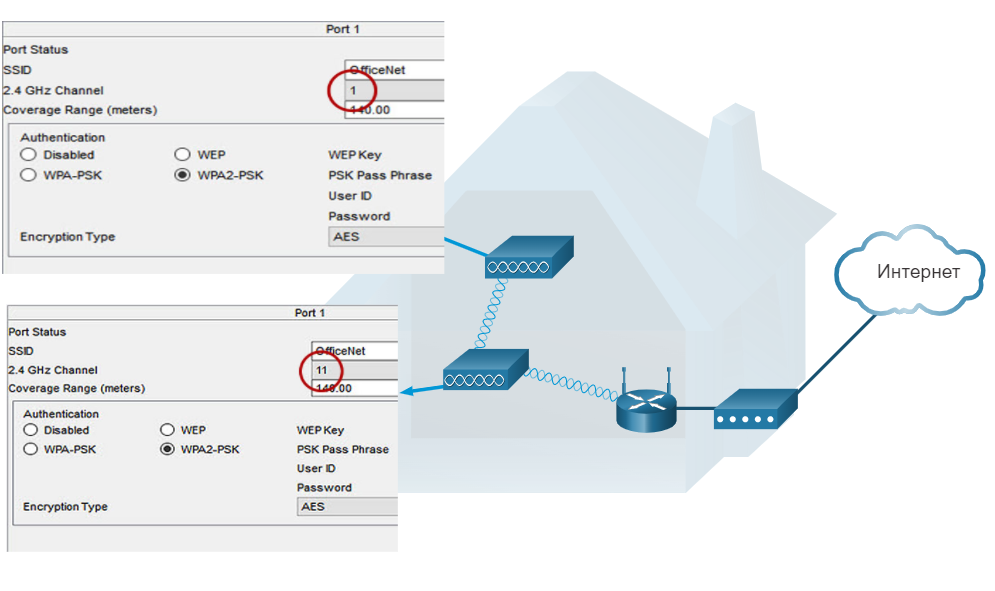 Port 1
Port Status
SSID OfficeNet
2.4 GHz Channel 1
Coverage Range (meters) 140.00
Authentication
Disabled WEP WEP Key
WPA-PSK WPA2-PSK PSK Pass Phrase
User ID
Password
Encryption Type AES
Интернет
Port 1
Port Status
SSID OfficeNet
2.4 GHz Channel 11
Coverage Range (meters) 140.00
Authentication
Disabled WEP WEP Key
WPA-PSK WPA2-PSK PSK Pass Phrase
User ID
Password
Encryption Type AES